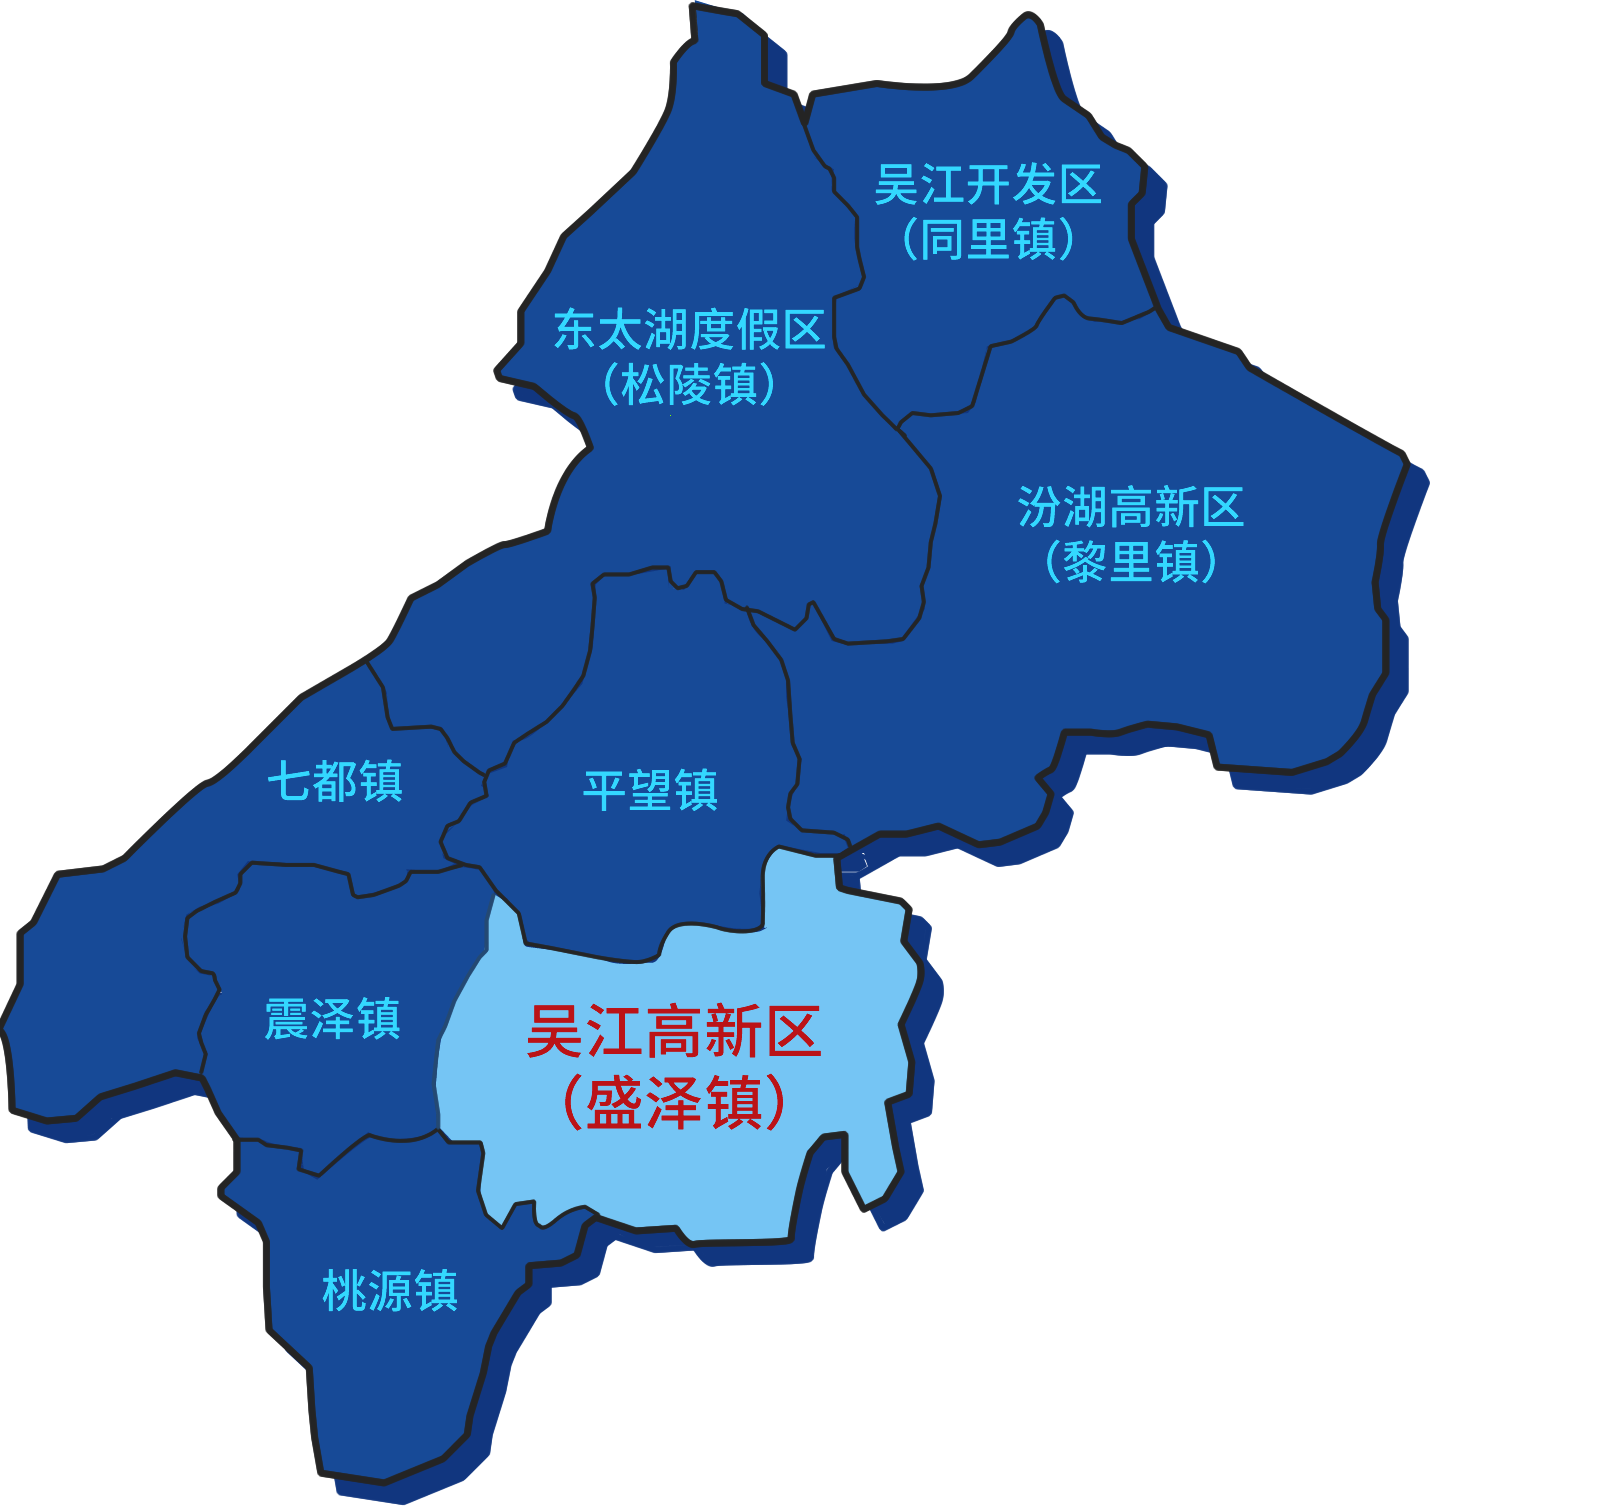 吴江开发区
（同里镇）
东太湖度假区
（松陵镇）
汾湖高新区
（黎里镇）
七都镇
平望镇
震泽镇
吴江高新区
（盛泽镇）
桃源镇